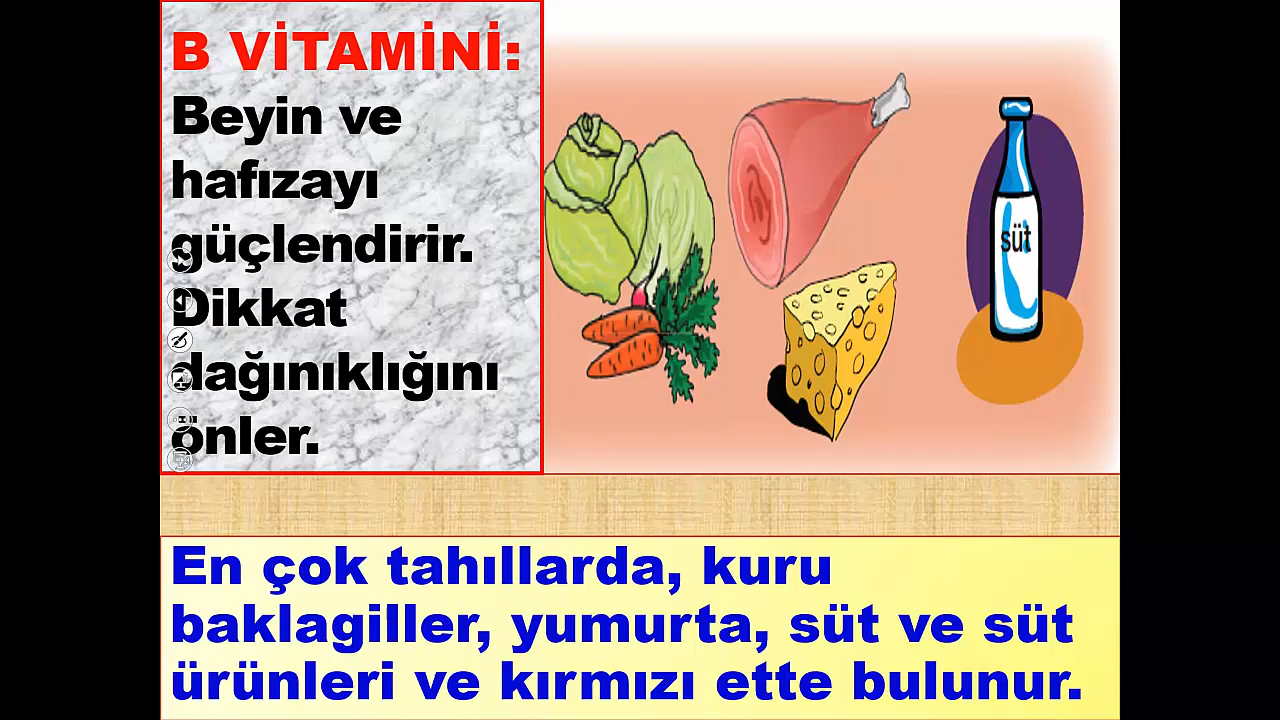 B VİTAMİNİ:
Beyin ve
hafızayı
güçlendirir.
Dikkat
dağınıklığını
önler.
süt
En çok tahıllarda, kuru
baklagiller, yumurta, süt ve süt
ürünleri ve kırmızı ette bulunur.